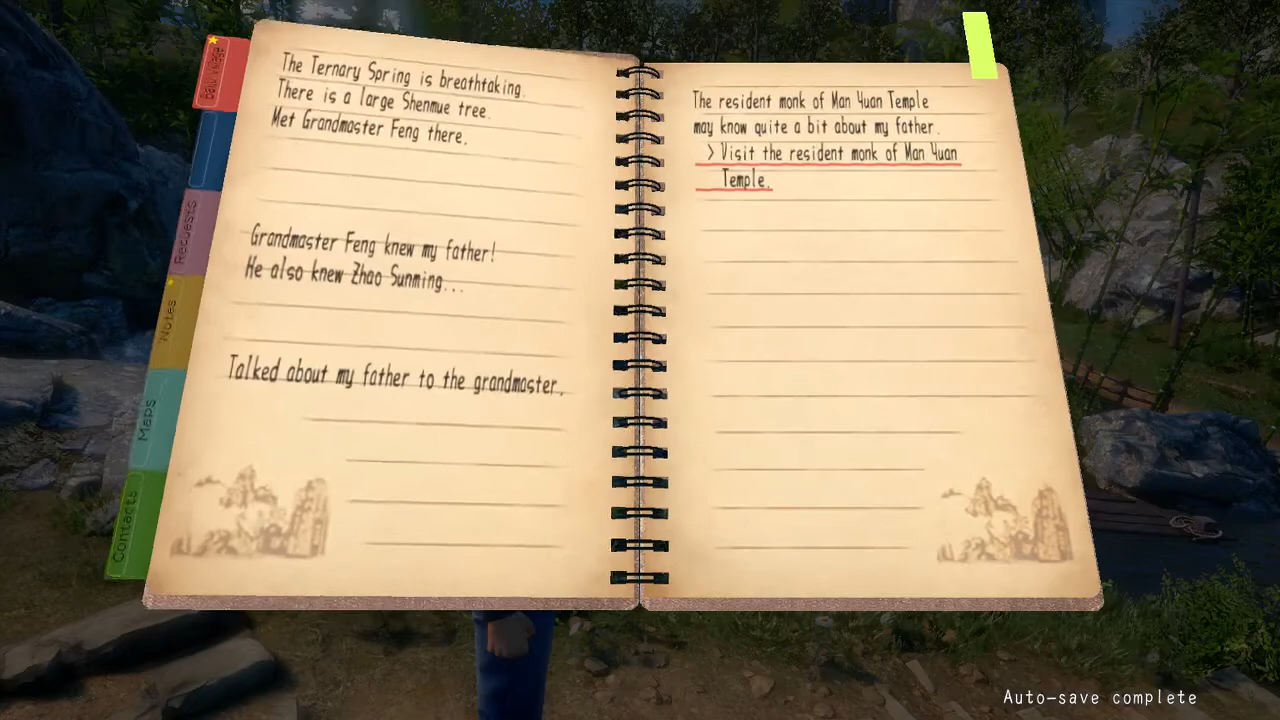 Bailu Village
Requests
Notes
Maps
Contacts
The Ternary Spring is breathtaking.
There is a large Shenmue tree.
Met Grandmaster Feng there.
Grandmaster Feng knew my father!
He also knew Zhao Sunming...
Talked about my father to the grandmaster.
The resident monk of Man Yuan Temple
may know quite a bit about my father.
> Visit the resident monk of Man Yuan
Temple.
Auto-save complete